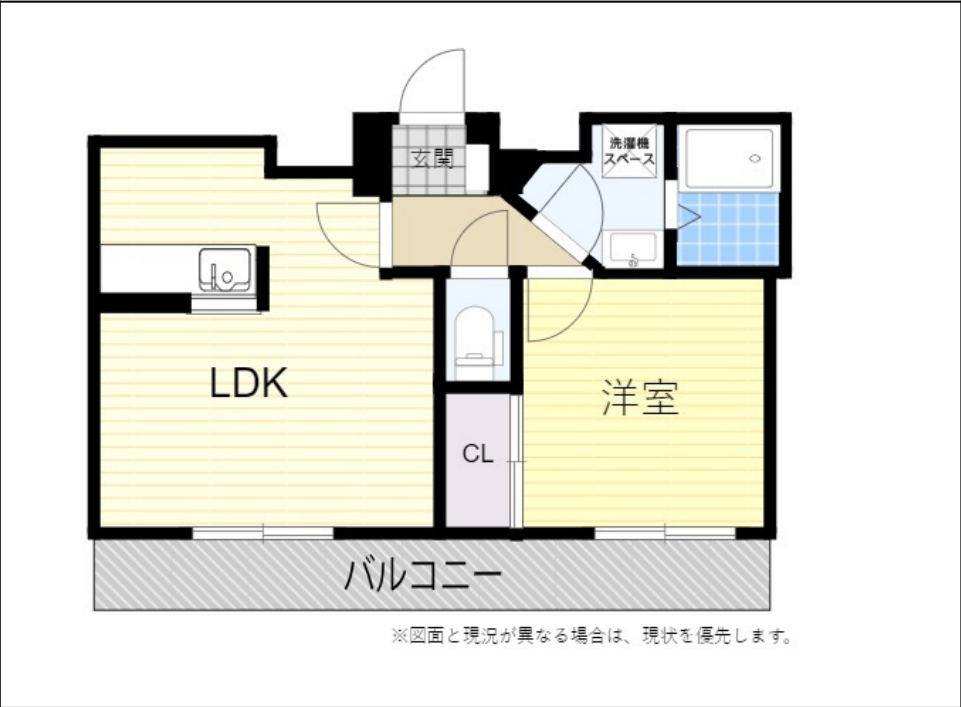 玄関
洗濯機
スペース
LDK
洋室
CL
バルコニー
※図面と現況が異なる場合は、現状を優先します。